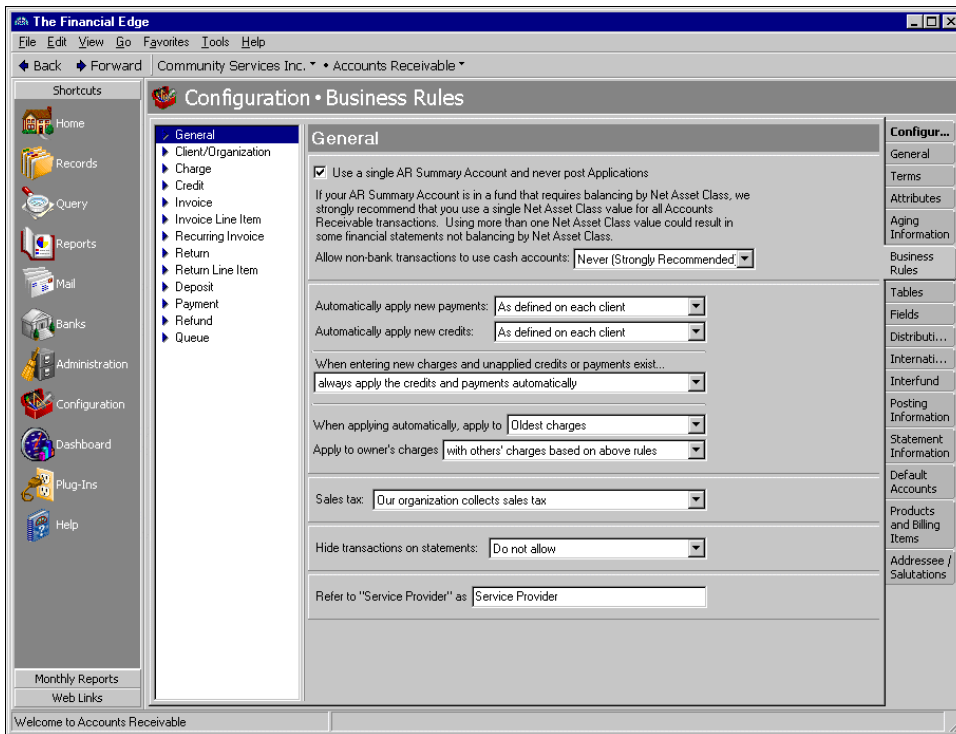 The Financial Edge
File Edit View Go Favorites Tools Help
Back Forward Community Services Inc. • Accounts Receivable
Shortcuts
Home
Records
Query
Reports
Mail
Banks
Administration
Configuration
Dashboard
Plug-Ins
Help
Monthly Reports
Web Links
Configuration • Business Rules
General
Client/Organization
Charge
Credit
Invoice
Invoice Line Item
Recurring Invoice
Return
Return Line Item
Deposit
Payment
Refund
Queue
General
Use a single AR Summary Account and never post Applications
If your AR Summary Account is in a fund that requires balancing by Net Asset Class, we
strongly recommend that you use a single Net Asset Class value for all Accounts
Receivable transactions. Using more than one Net Asset Class value could result in
some financial statements not balancing by Net Asset Class.
Allow non-bank transactions to use cash accounts: Never (Strongly Recommended)
Automatically apply new payments: As defined on each client
Automatically apply new credits: As defined on each client
When entering new charges and unapplied credits or payments exist...
always apply the credits and payments automatically
When applying automatically, apply to Oldest charges
Apply to owner's charges with others' charges based on above rules
Sales tax: Our organization collects sales tax
Hide transactions on statements: Do not allow
Refer to "Service Provider" as Service Provider
Configur...
General
Terms
Attributes
Aging
Information
Business
Rules
Tables
Fields
Distributi...
Internati...
Interfund
Posting
Information
Statement
Information
Default
Accounts
Products
and Billing
Items
Addressee /
Salutations
Welcome to Accounts Receivable